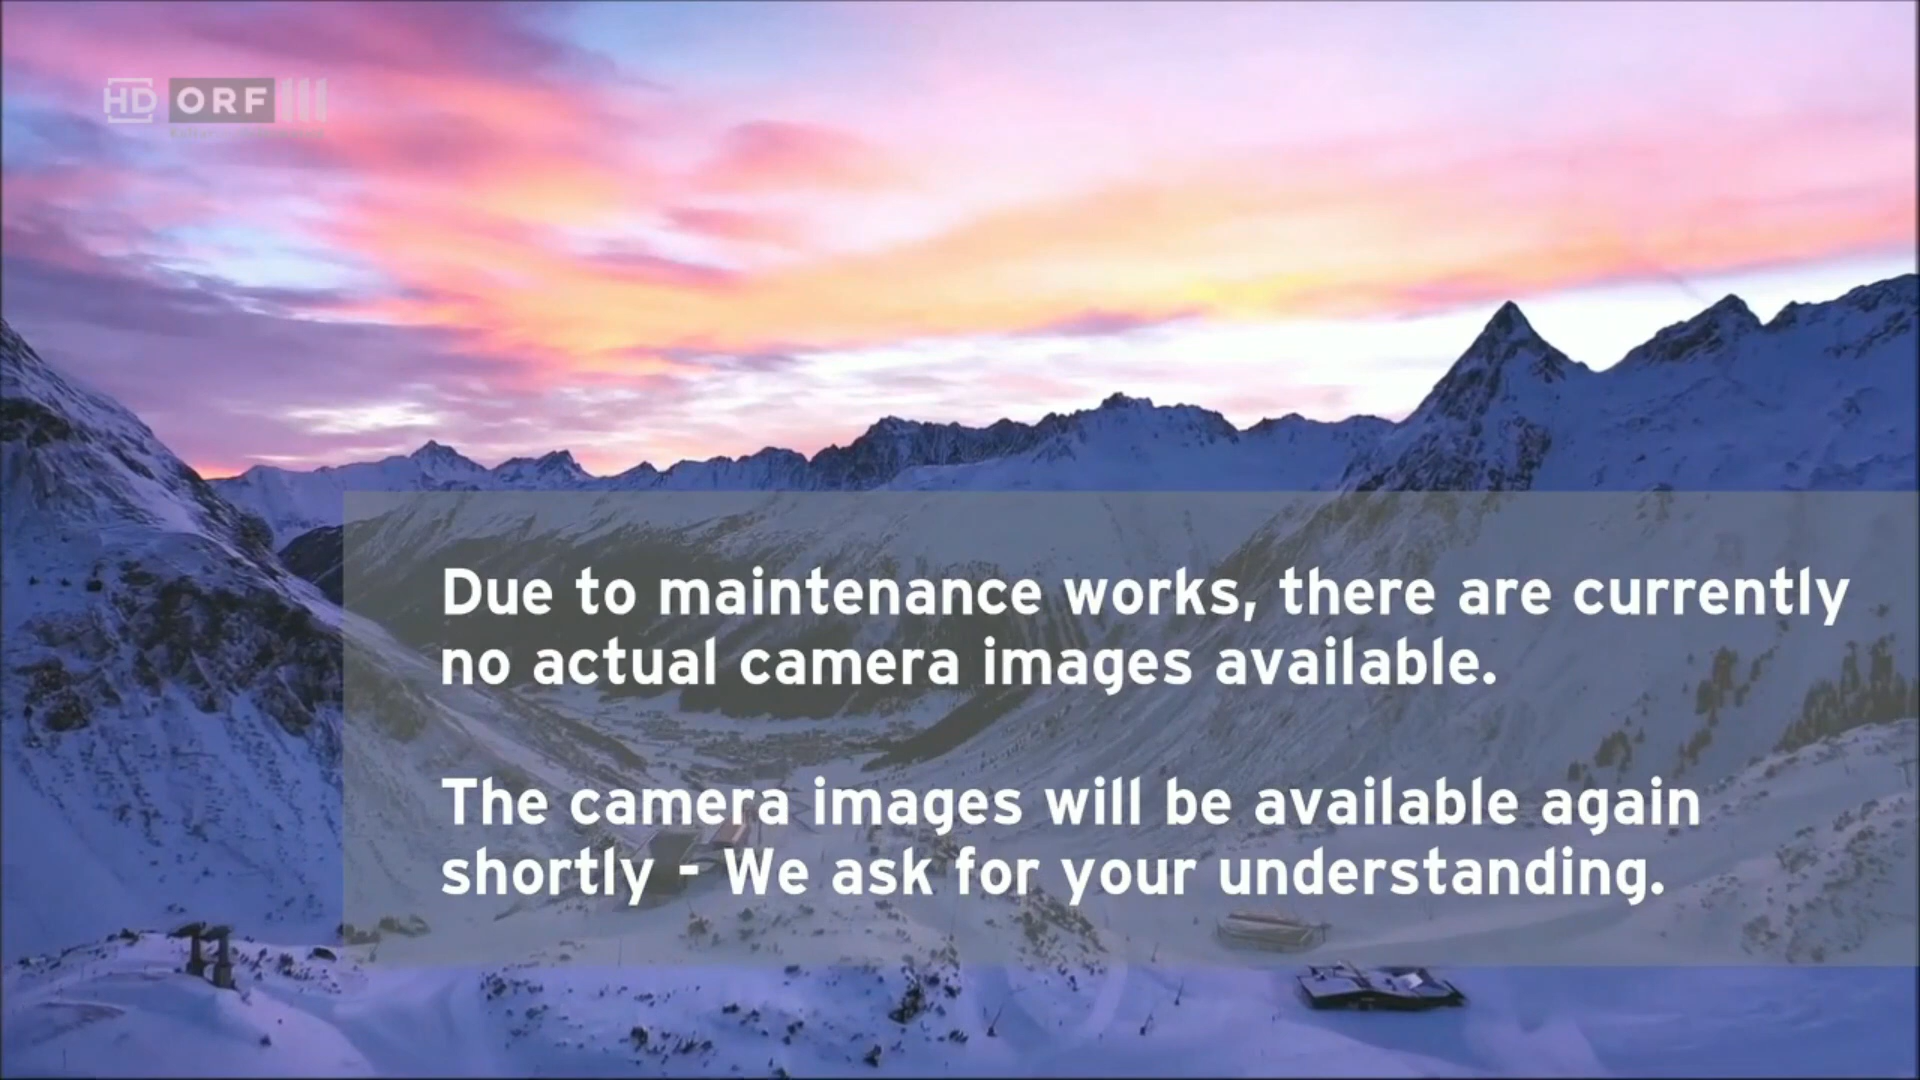 HD ORF III
Due to maintenance works, there are currently
no actual camera images available.
The camera images will be available again
shortly - We ask for your understanding.